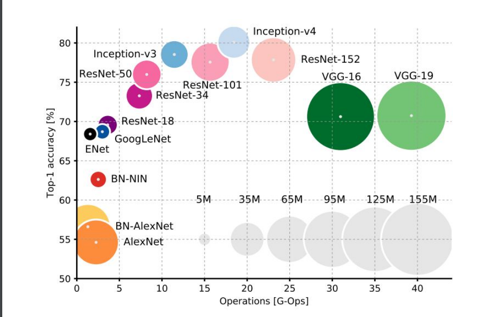 80
75
70
65
60
55
50
Top-1 accuracy [%]
Inception-v4
Inception-v3
ResNet-152
ResNet-50
VGG-16
VGG-19
ResNet-101
ResNet-34
ResNet-18
GoogLeNet
ENet
BN-NIN
5M 35M 65M 95M 125M 155M
BN-AlexNet
AlexNet
0 5 10 15 20 25 30 35 40
Operations [G-Ops]